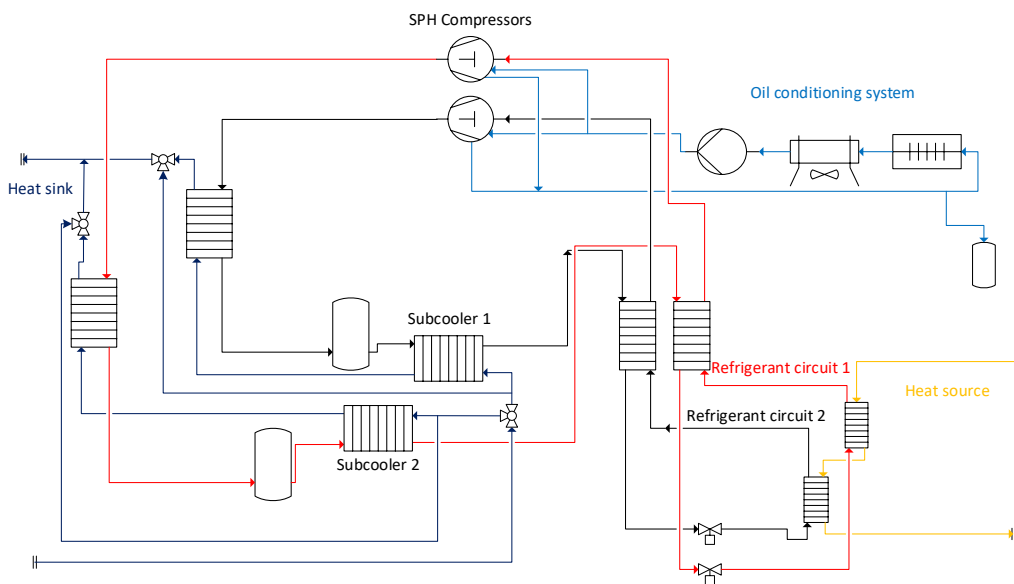 SPH Compressors
Oil conditioning system
Heat sink
Subcooler 1
Refrigerant circuit 1
Heat source
Refrigerant circuit 2
Subcooler 2